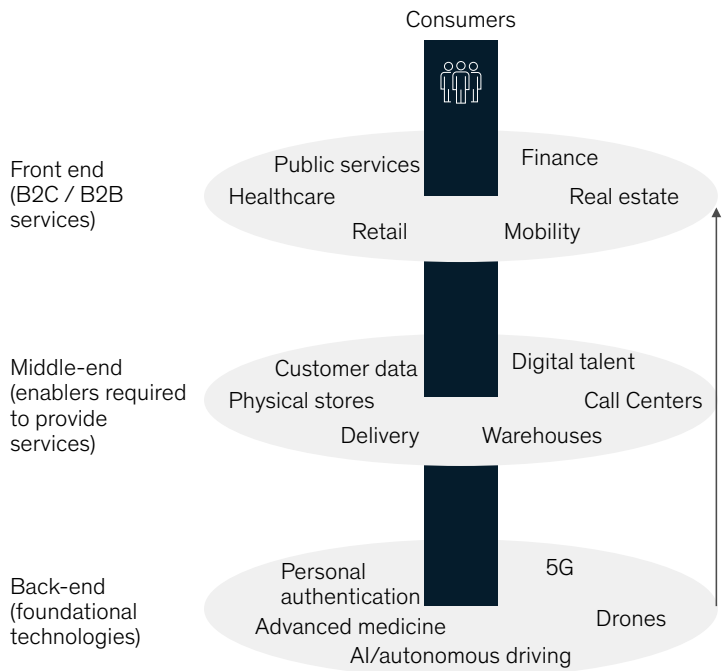 Consumers
Front end
(B2C / B2B
services)
Public services
Finance
Healthcare
Real estate
Retail
Mobility
Middle-end
(enablers required
to provide
services)
Customer data
Digital talent
Physical stores
Call Centers
Delivery
Warehouses
Back-end
(foundational
technologies)
Personal
authentication
5G
Advanced medicine
Drones
AI/autonomous driving